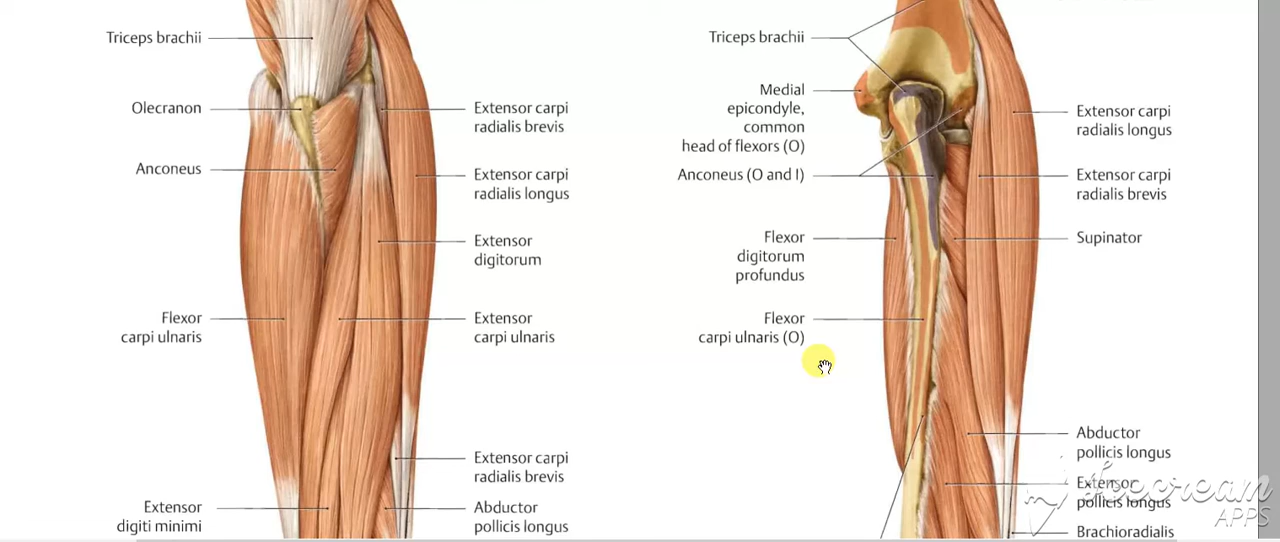 Triceps brachii
Olecranon
Anconeus
Flexor
carpi ulnaris
Extensor
digiti minimi
Extensor carpi
radialis brevis
Extensor carpi
radialis longus
Extensor
digitorum
Extensor
carpi ulnaris
Extensor carpi
radialis brevis
Abductor
pollicis longus
Triceps brachii
Medial
epicondyle,
common
head of flexors (O)
Anconeus (O and I)
Flexor
digitorum
profundus
Flexor
carpi ulnaris (O)
Extensor carpi
radialis longus
Extensor carpi
radialis brevis
Supinator
Abductor
pollicis longus
Extensor
pollicis longus
Brachioradialis
Icecream
APPS